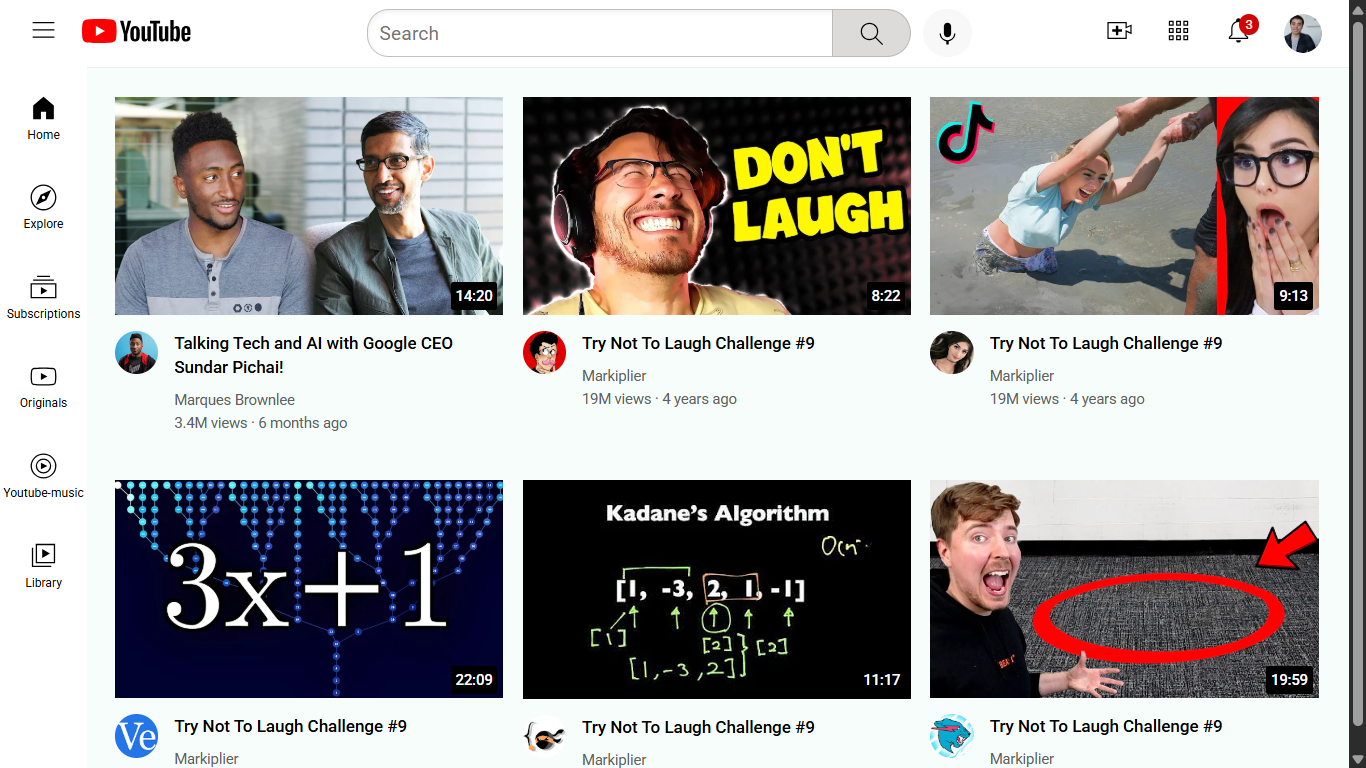 YouTube
Search
3
Home
Explore
Subscriptions
Originals
Youtube-music
Library
14:20
Talking Tech and AI with Google CEO
Sundar Pichai!
Marques Brownlee
3.4M views · 6 months ago
DON'T
LAUGH
8:22
Try Not To Laugh Challenge #9
Markiplier
19M views · 4 years ago
9:13
Try Not To Laugh Challenge #9
Markiplier
19M views · 4 years ago
3x+1
22:09
Ve
Try Not To Laugh Challenge #9
Markiplier
Kadane's Algorithm
[1, -3, 2, 1, -1]
[1]
[2]
[2]
[1, -3, 2]
11:17
Try Not To Laugh Challenge #9
Markiplier
19:59
Try Not To Laugh Challenge #9
Markiplier